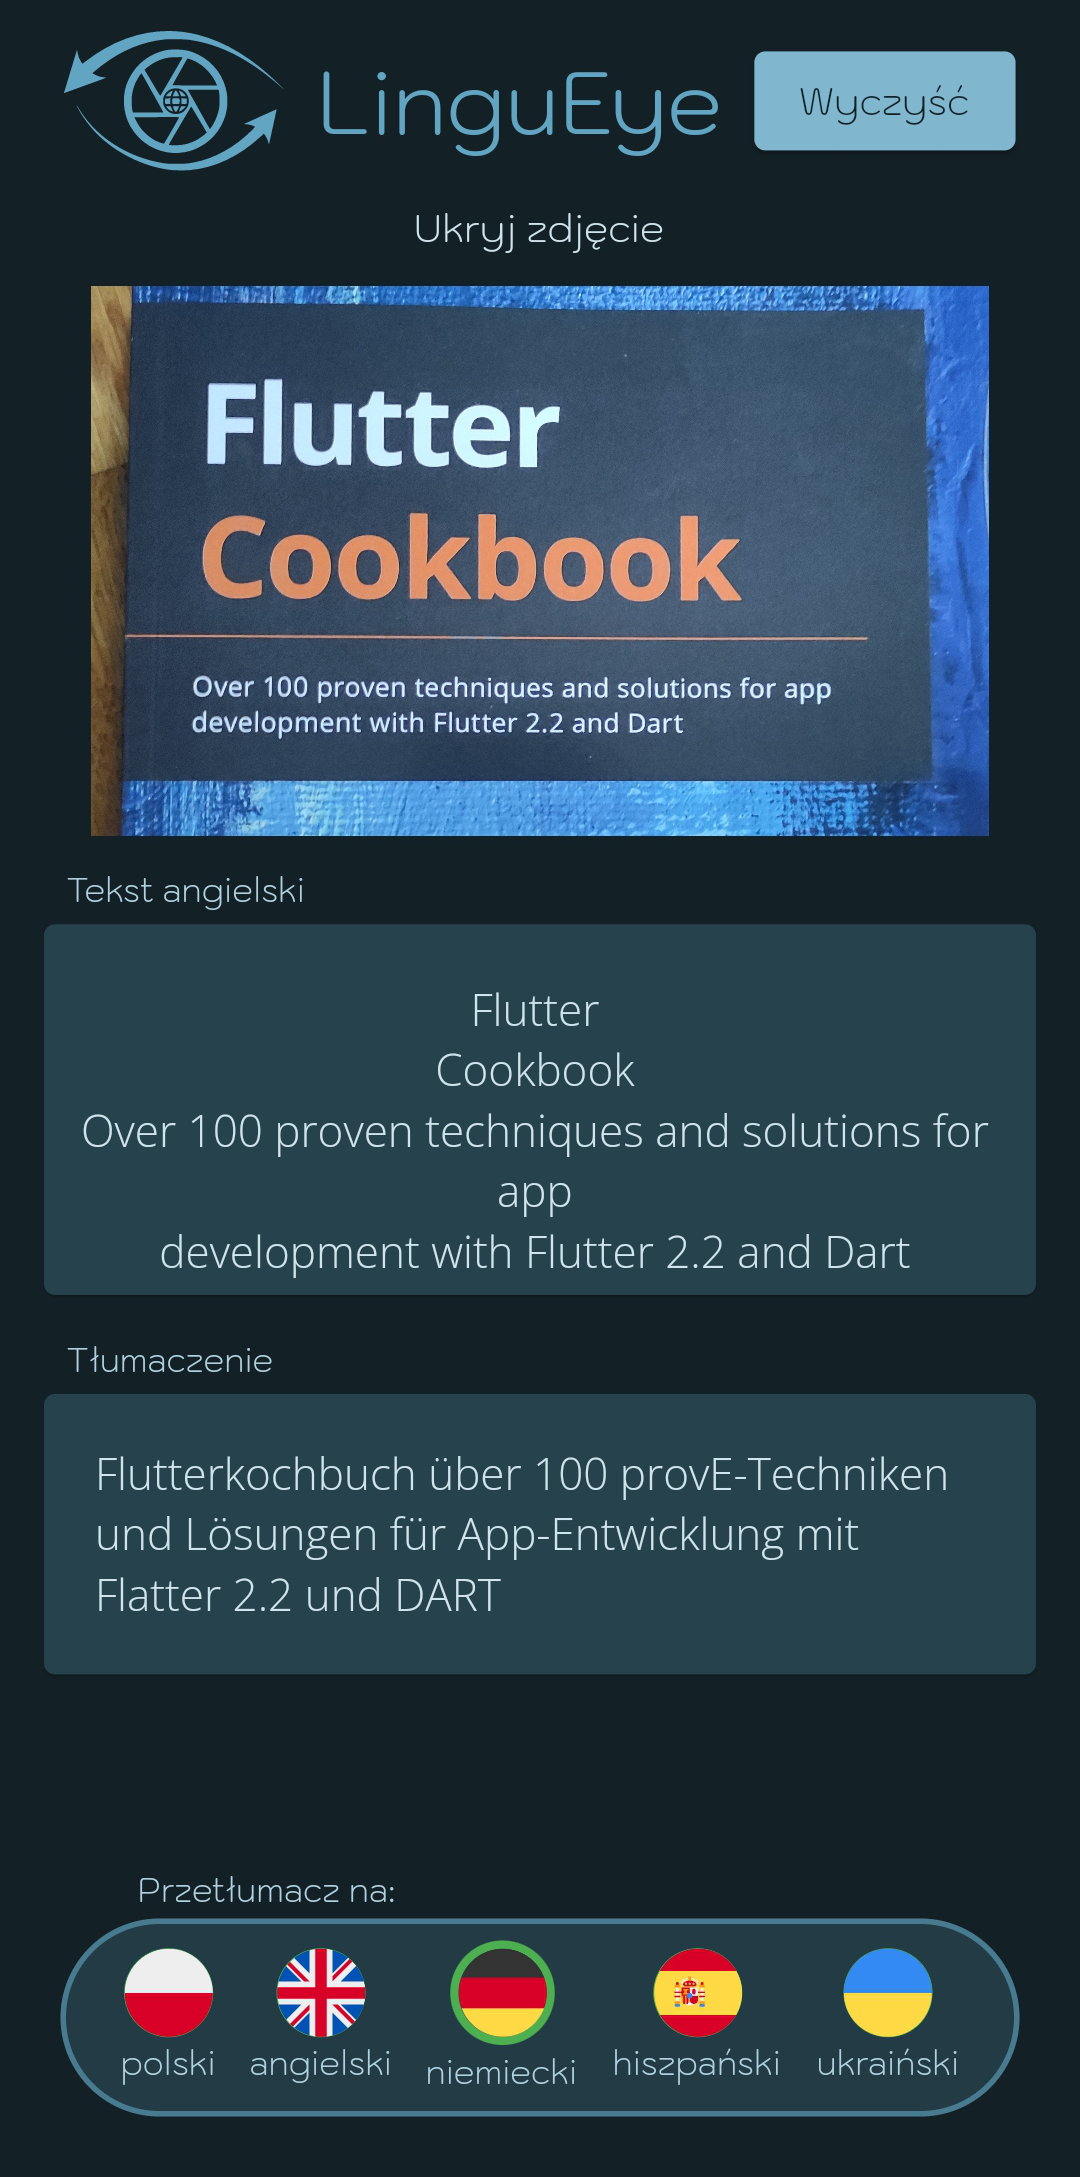 LinguEye
Wyczyść
Ukryj zdjęcie
Flutter
Cookbook
Over 100 proven techniques and solutions for app
development with Flutter 2.2 and Dart
Tekst angielski
Flutter
Cookbook
Over 100 proven techniques and solutions for
app
development with Flutter 2.2 and Dart
Tłumaczenie
Flutterkochbuch über 100 provE-Techniken
und Lösungen für App-Entwicklung mit
Flatter 2.2 und DART
Przetłumacz na:
polski angielski niemiecki hiszpański ukraiński